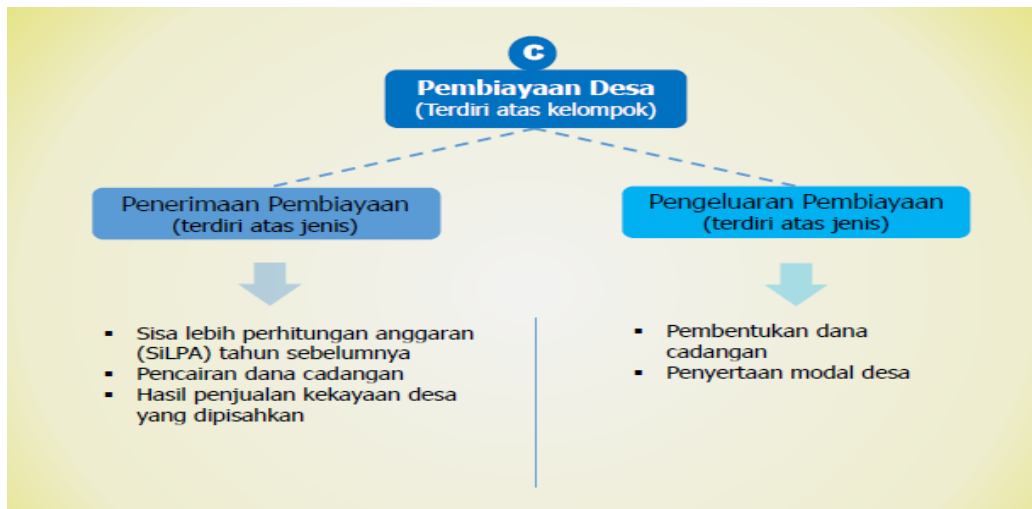 C
Pembiayaan Desa
(Terdiri atas kelompok)
Penerimaan Pembiayaan
(terdiri atas jenis)
▪ Sisa lebih perhitungan anggaran
(SiLPA) tahun sebelumnya
▪ Pencairan dana cadangan
▪ Hasil penjualan kekayaan desa
yang dipisahkan
Pengeluaran Pembiayaan
(terdiri atas jenis)
▪ Pembentukan dana
cadangan
▪ Penyertaan modal desa